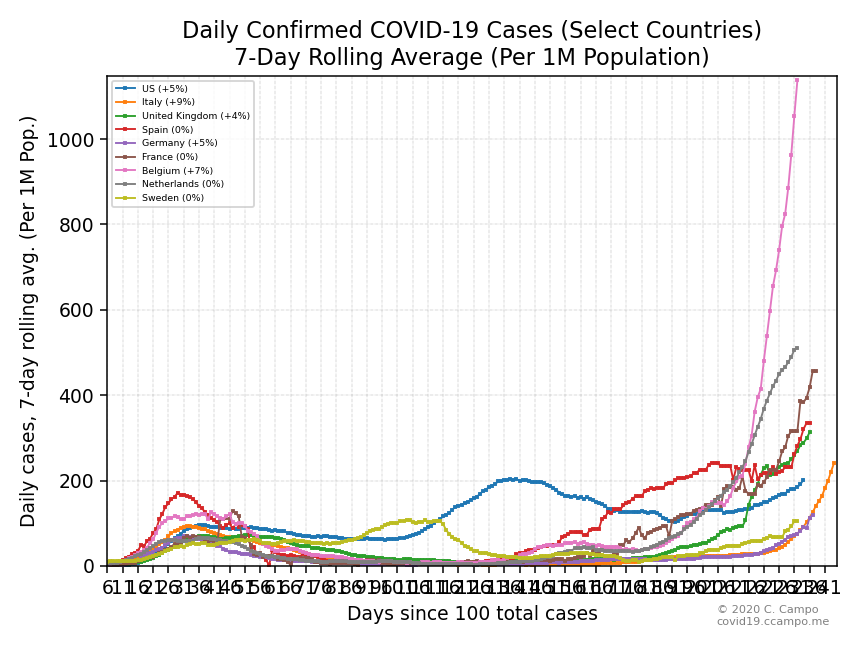 Daily Confirmed COVID-19 Cases (Select Countries)
7-Day Rolling Average (Per 1M Population)
US (+5%)
Italy (+9%)
United Kingdom (+4%)
Spain (0%)
Germany (+5%)
France (0%)
Belgium (+7%)
Netherlands (0%)
Sweden (0%)
Daily cases, 7-day rolling avg. (Per 1M Pop.)
1000
800
600
400
200
0
Days since 100 total cases
© 2020 C. Campo
covid19.ccampo.me